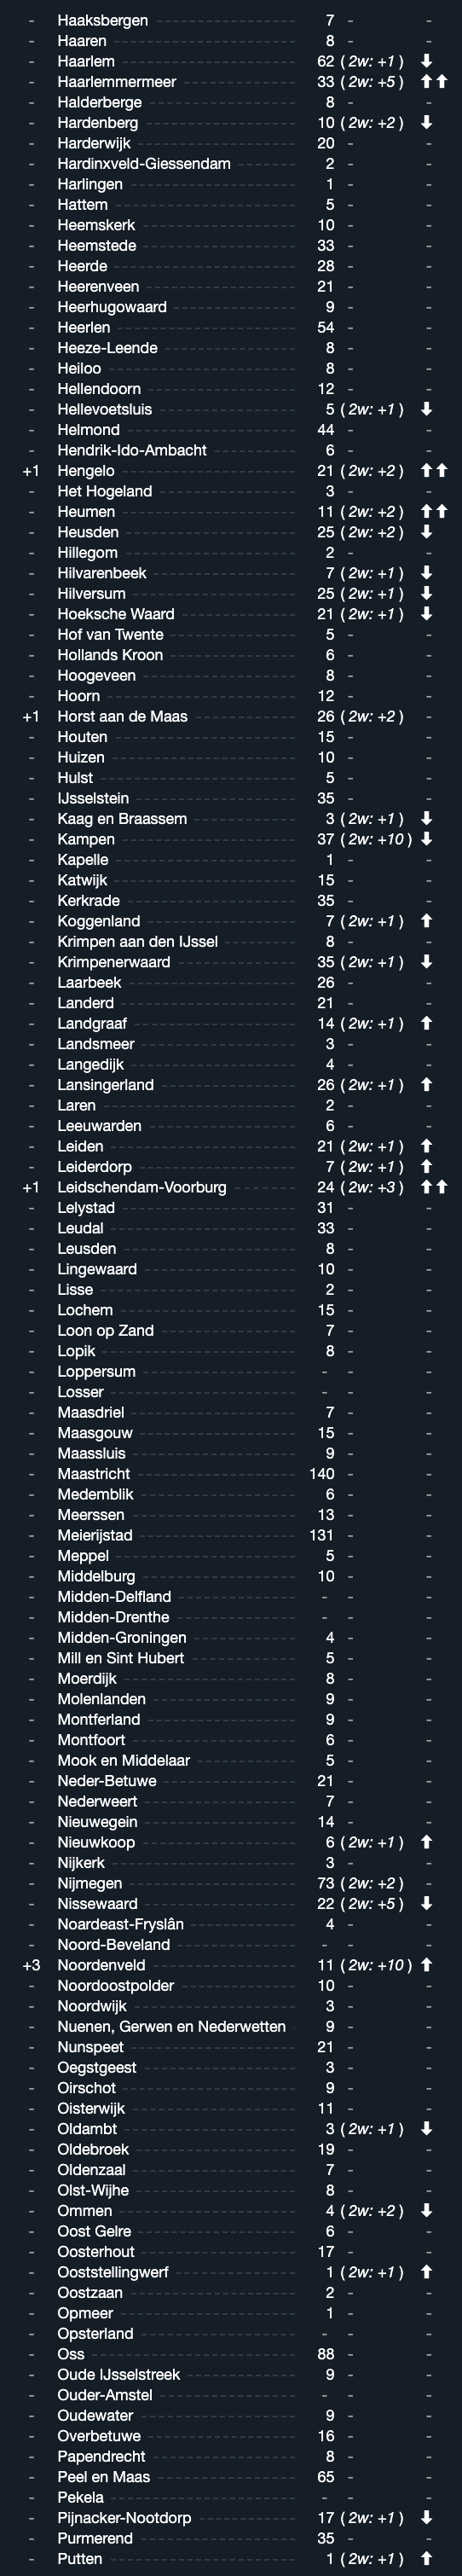 - Haaksbergen 7 - -
- Haaren 8 - -
- Haarlem 62 (2w: +1) ⬇
- Haarlemmermeer 33 (2w: +5) ⬆⬆
- Halderberge 8 - -
- Hardenberg 10 (2w: +2) ⬇
- Harderwijk 20 - -
- Hardinxveld-Giessendam 2 - -
- Harlingen 1 - -
- Hattem 5 - -
- Heemskerk 10 - -
- Heemstede 33 - -
- Heerde 28 - -
- Heerenveen 21 - -
- Heerhugowaard 9 - -
- Heerlen 54 - -
- Heeze-Leende 8 - -
- Heiloo 8 - -
- Hellendoorn 12 - -
- Hellevoetsluis 5 (2w: +1) ⬇
- Helmond 44 - -
- Hendrik-Ido-Ambacht 6 - -
+1 Hengelo 21 (2w: +2) ⬆⬆
- Het Hogeland 3 - -
- Heumen 11 (2w: +2) ⬆⬆
- Heusden 25 (2w: +2) ⬇
- Hillegom 2 - -
- Hilvarenbeek 7 (2w: +1) ⬇
- Hilversum 25 (2w: +1) ⬇
- Hoeksche Waard 21 (2w: +1) ⬇
- Hof van Twente 5 - -
- Hollands Kroon 6 - -
- Hoogeveen 8 - -
- Hoorn 12 - -
+1 Horst aan de Maas 26 (2w: +2) -
- Houten 15 - -
- Huizen 10 - -
- Hulst 5 - -
- IJsselstein 35 - -
- Kaag en Braassem 3 (2w: +1) ⬇
- Kampen 37 (2w: +10) ⬇
- Kapelle 1 - -
- Katwijk 15 - -
- Kerkrade 35 - -
- Koggenland 7 (2w: +1) ⬆
- Krimpen aan den IJssel 8 - -
- Krimpenerwaard 35 (2w: +1) ⬇
- Laarbeek 26 - -
- Landerd 21 - -
- Landgraaf 14 (2w: +1) ⬆
- Landsmeer 3 - -
- Langedijk 4 - -
- Lansingerland 26 (2w: +1) ⬆
- Laren 2 - -
- Leeuwarden 6 - -
- Leiden 21 (2w: +1) ⬆
- Leiderdorp 7 (2w: +1) ⬆
+1 Leidschendam-Voorburg 24 (2w: +3) ⬆⬆
- Lelystad 31 - -
- Leudal 33 - -
- Leusden 8 - -
- Lingewaard 10 - -
- Lisse 2 - -
- Lochem 15 - -
- Loon op Zand 7 - -
- Lopik 8 - -
- Loppersum - - -
- Losser - - -
- Maasdriel 7 - -
- Maasgouw 15 - -
- Maassluis 9 - -
- Maastricht 140 - -
- Medemblik 6 - -
- Meerssen 13 - -
- Meierijstad 131 - -
- Meppel 5 - -
- Middelburg 10 - -
- Midden-Delfland - - -
- Midden-Drenthe - - -
- Midden-Groningen 4 - -
- Mill en Sint Hubert 5 - -
- Moerdijk 8 - -
- Molenlanden 9 - -
- Montferland 9 - -
- Montfoort 6 - -
- Mook en Middelaar 5 - -
- Neder-Betuwe 21 - -
- Nederweert 7 - -
- Nieuwegein 14 - -
- Nieuwkoop 6 (2w: +1) ⬆
- Nijkerk 3 - -
- Nijmegen 73 (2w: +2) -
- Nissewaard 22 (2w: +5) ⬇
- Noardeast-Fryslân 4 - -
- Noord-Beveland - - -
+3 Noordenveld 11 (2w: +10) ⬆
- Noordoostpolder 10 - -
- Noordwijk 3 - -
- Nuenen, Gerwen en Nederwetten 9 - -
- Nunspeet 21 - -
- Oegstgeest 3 - -
- Oirschot 9 - -
- Oisterwijk 11 - -
- Oldambt 3 (2w: +1) ⬇
- Oldebroek 19 - -
- Oldenzaal 7 - -
- Olst-Wijhe 8 - -
- Ommen 4 (2w: +2) ⬇
- Oost Gelre 6 - -
- Oosterhout 17 - -
- Ooststellingwerf 1 (2w: +1) ⬆
- Oostzaan 2 - -
- Opmeer 1 - -
- Opsterland - - -
- Oss 88 - -
- Oude IJsselstreek 9 - -
- Ouder-Amstel - - -
- Oudewater 9 - -
- Overbetuwe 16 - -
- Papendrecht 8 - -
- Peel en Maas 65 - -
- Pekela - - -
- Pijnacker-Nootdorp 17 (2w: +1) ⬇
- Purmerend 35 - -
- Putten 1 (2w: +1) ⬆